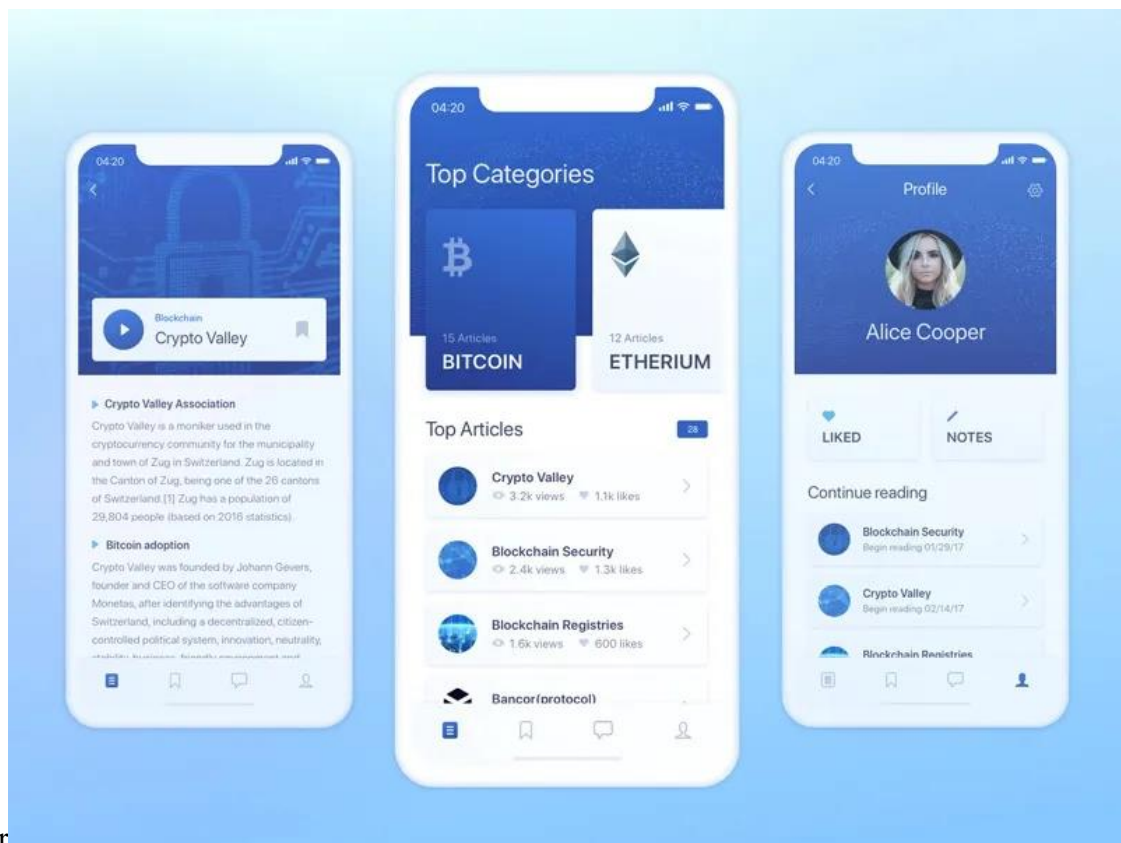 04:20
Blockchain
Crypto Valley
Crypto Valley Association
Crypto Valley is a moniker used in the
cryptocurrency community for the municipality
and town of Zug in Switzerland. Zug is located in
the Canton of Zug, being one of the 26 cantons
of Switzerland.[1] Zug has a population of
29,804 people (based on 2016 statistics).
Bitcoin adoption
Crypto Valley was founded by Johann Gevers,
founder and CEO of the software company
Monetas, after identifying the advantages of
Switzerland, including a decentralized, citizen-
controlled political system, innovation, neutrality,
04:20
Top Categories
15 Articles
BITCOIN
12 Articles
ETHERIUM
Top Articles
28
Crypto Valley
3.2k views 1.1k likes
Blockchain Security
2.4k views 1.3k likes
Blockchain Registries
1.6k views 600 likes
Bancor(protocol)
04:20
Profile
Alice Cooper
LIKED
NOTES
Continue reading
Blockchain Security
Begin reading 01/29/17
Crypto Valley
Begin reading 02/14/17
Blockchain Registries